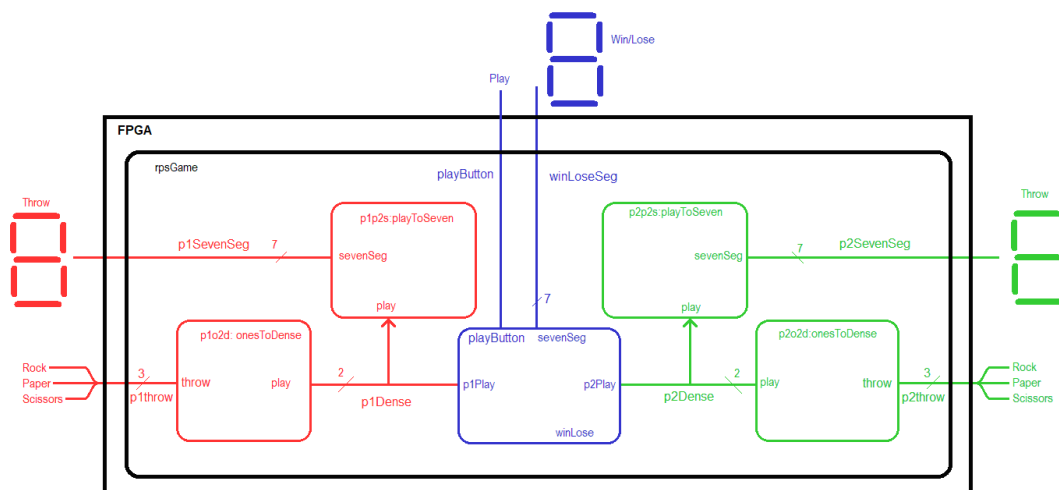 Win/Lose
Play
FPGA
rpsGame
playButton
winLoseSeg
Throw
Throw
p1p2s:playToSeven
p2p2s:playToSeven
p1SevenSeg
7
sevenSeg
sevenSeg
7
p2SevenSeg
play
7
play
p1o2d: onesToDense
playButton
sevenSeg
p2o2d:onesToDense
Rock
Paper
Scissors
3
p1throw
throw
play
2
p1Dense
p1Play
p2Play
p2Dense
2
play
throw
3
p2throw
Rock
Paper
Scissors
winLose